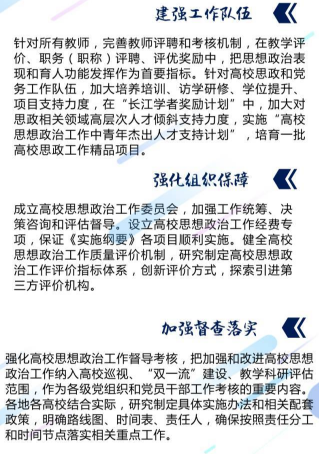 建强工作队伍
针对所有教师，完善教师评聘和考核机制，在教学评
价、职务（职称）评聘、评优奖励中，把思想政治表
现和育人功能发挥作为首要指标。针对高校思政和党
务工作队伍，加大培养培训、访学研修、学位提升、
项目支持力度，在“长江学者奖励计划”中，加大对
思政相关领域高层次人才倾斜支持力度，实施“高校
思想政治工作中青年杰出人才支持计划”，培育一批
高校思政工作精品项目。
强化组织保障
成立高校思想政治工作委员会，加强工作统筹、决
策咨询和评估督导。设立高校思想政治工作经费专
项，保证《实施纲要》各项目顺利实施。健全高校思
想政治工作质量评价机制，研究制定高校思想政
治工作评价指标体系，创新评价方式，探索引进第
三方评价机构。
加强督查落实
强化高校思想政治工作督导考核，把加强和改进高校思想
政治工作纳入高校巡视、“双一流”建设、教学科研评估
范围，作为各级党组织和党员干部工作考核的重要内容。
各地各高校结合实际，研究制定具体实施办法和相关配套
政策，明确路线图、时间表、责任人，确保按照责任分工
和时间节点落实相关重点工作。